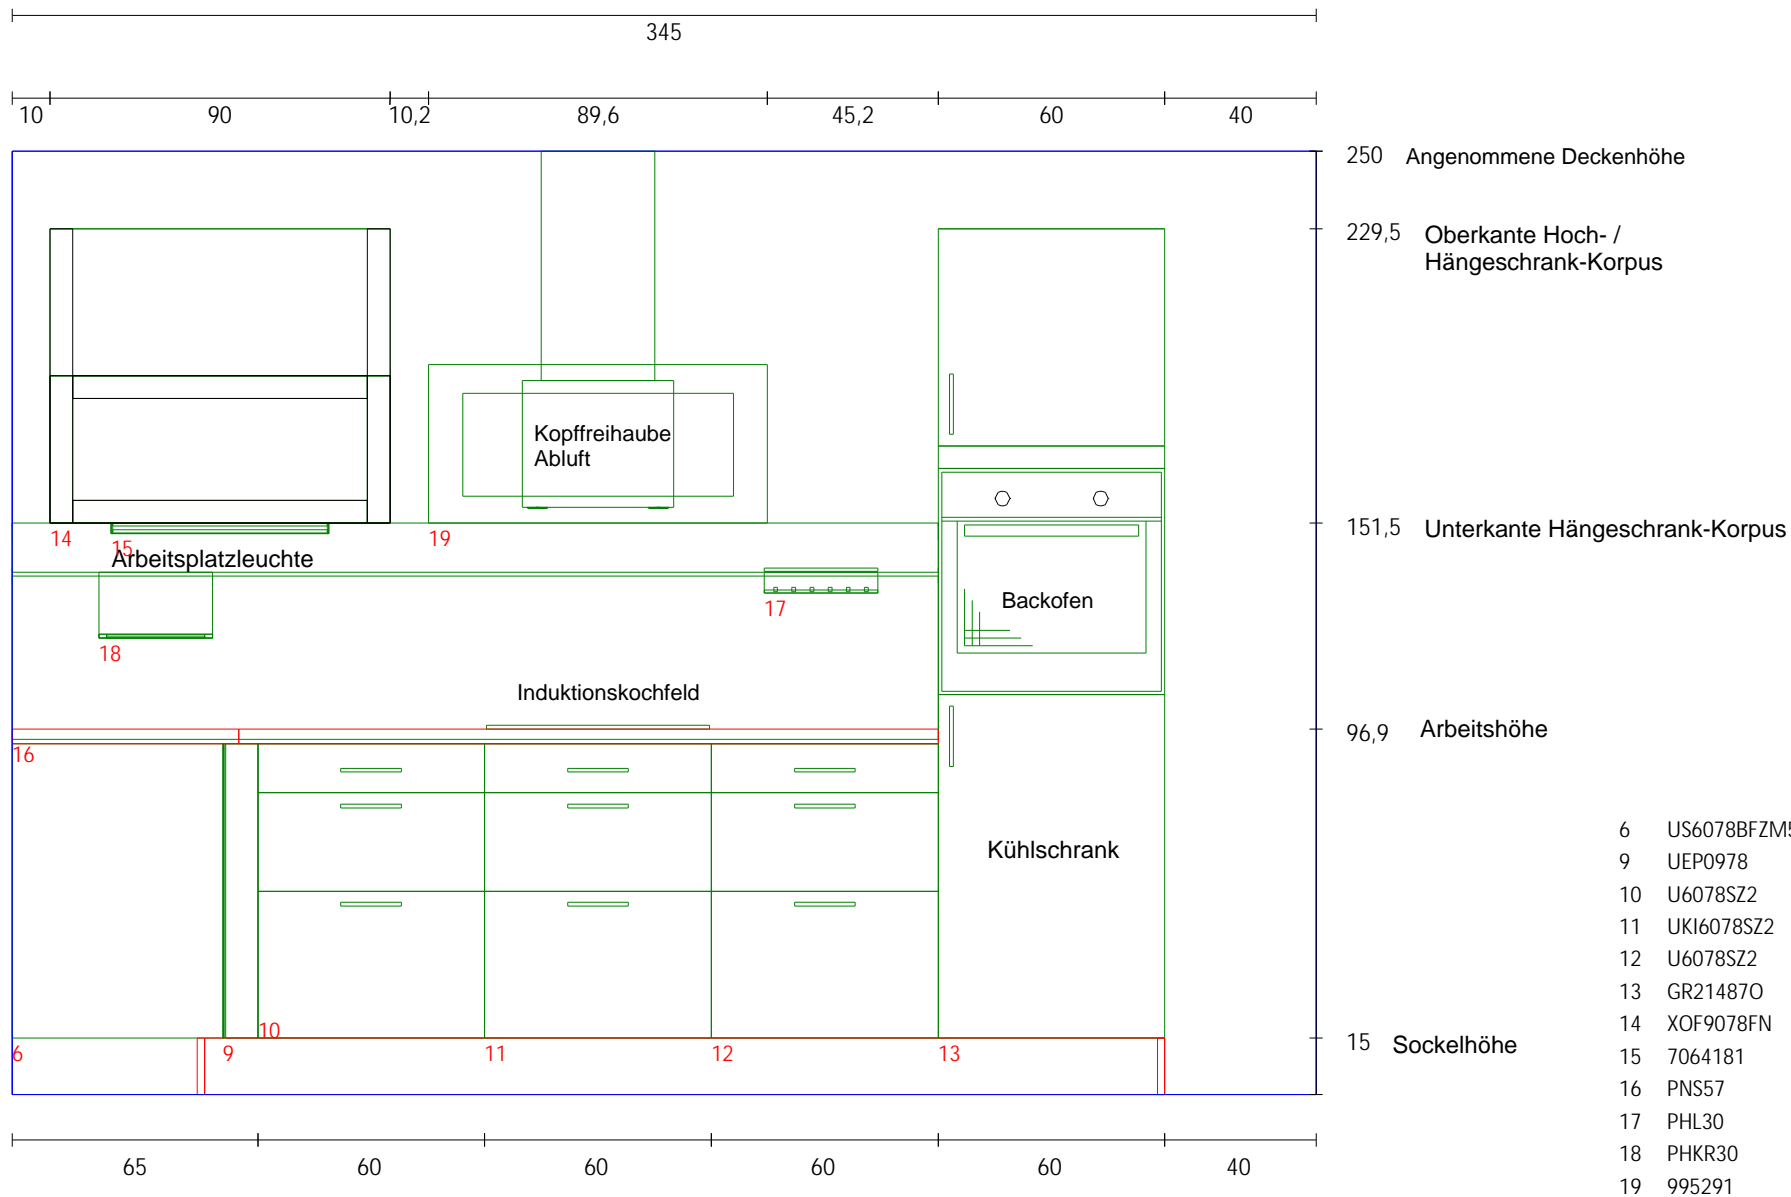 345
10 90 10,2 89,6 45,2 60 40
250 Angenommene Deckenhöhe
229,5 Oberkante Hoch- /
Hängeschrank-Korpus
Kopffreihaube
Abluft
14 15 19 151,5 Unterkante Hängeschrank-Korpus
Arbeitsplatzleuchte
Backofen
17
18
Induktionskochfeld
96,9 Arbeitshöhe
16
Kühlschrank
10
6 9 11 12 13 15 Sockelhöhe
65 60 60 60 60 40
6 US6078BFZM5
9 UEP0978
10 U6078SZ2
11 UKI6078SZ2
12 U6078SZ2
13 GR21487O
14 XOF9078FN
15 7064181
16 PNS57
17 PHL30
18 PHKR30
19 995291